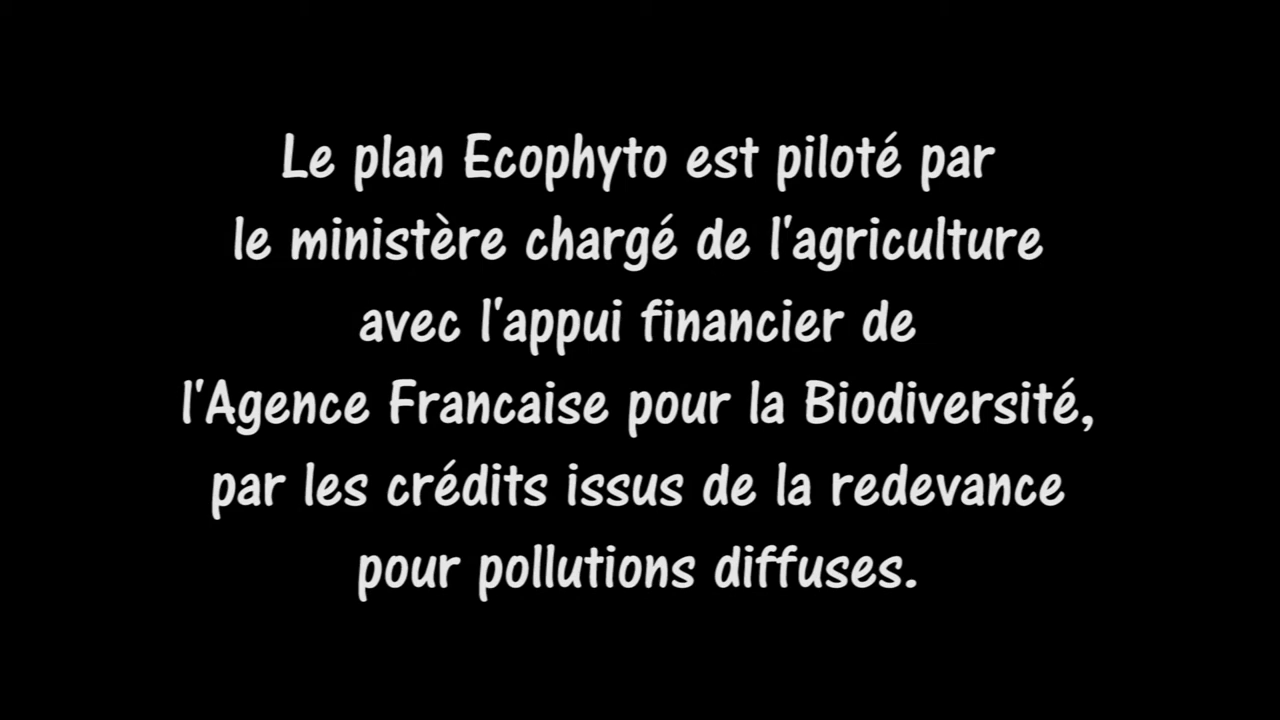 Le plan Ecophyto est piloté par
le ministère chargé de l'agriculture
avec l'appui financier de
l'Agence Francaise pour la Biodiversité,
par les crédits issus de la redevance
pour pollutions diffuses.